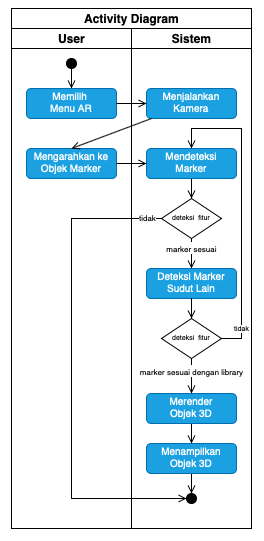 Activity Diagram
User
Sistem
Memilih
Menu AR
Menjalankan
Kamera
Mengarahkan ke
Objek Marker
Mendeteksi
Marker
tidak
deteksi fitur
marker sesuai
Deteksi Marker
Sudut Lain
deteksi fitur
tidak
marker sesuai dengan library
Merender
Objek 3D
Menampilkan
Objek 3D